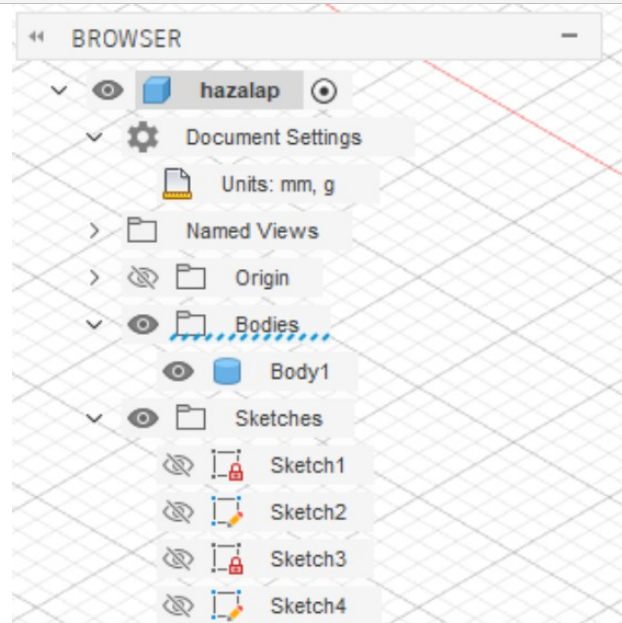 BROWSER
hazalap
Document Settings
Units: mm, g
Named Views
Origin
Bodies
Body1
Sketches
Sketch1
Sketch2
Sketch3
Sketch4